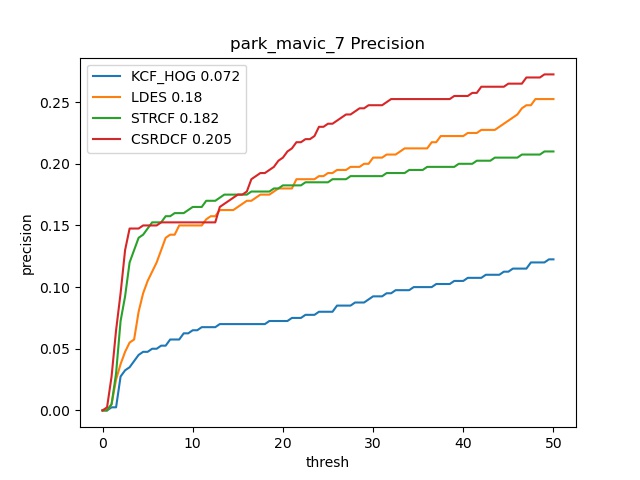 park_mavic_7 Precision
KCF_HOG 0.072
LDES 0.18
STRCF 0.182
CSRDCF 0.205
precision
0.25
0.20
0.15
0.10
0.05
0.00
0 10 20 30 40 50
thresh